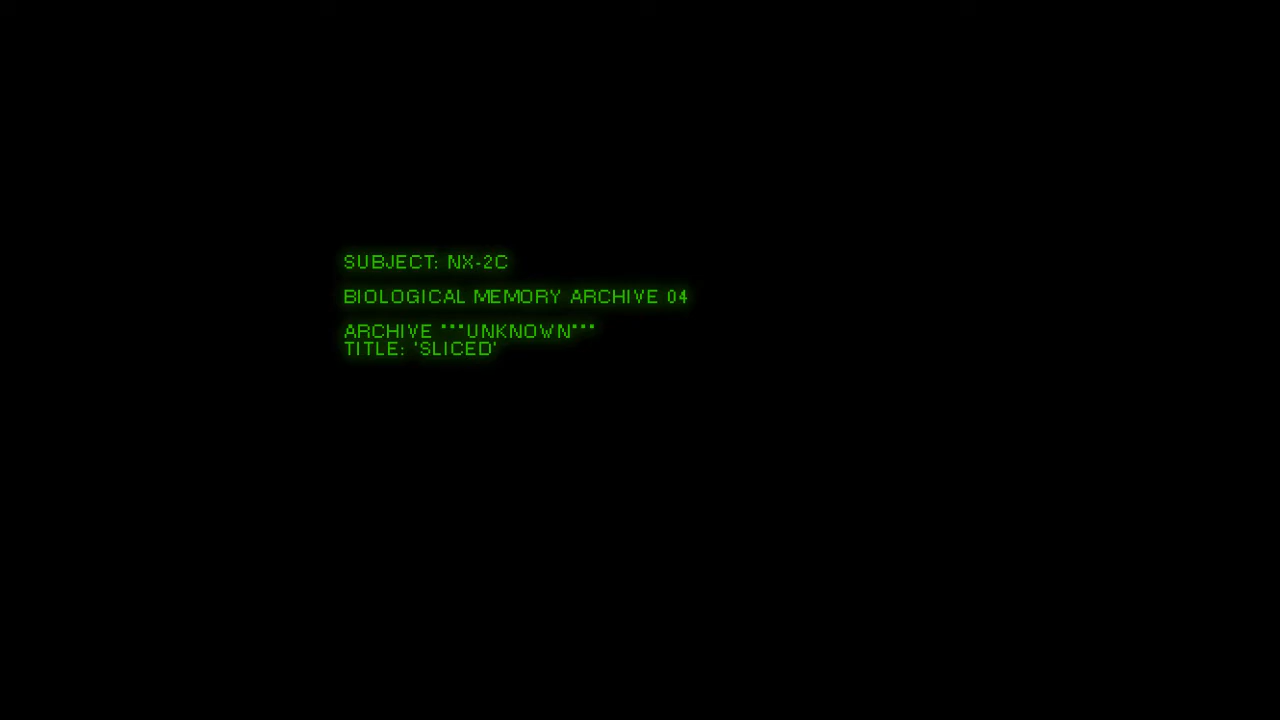 SUBJECT: NX-2C
BIOLOGICAL MEMORY ARCHIVE 04
ARCHIVE ***UNKNOWN***
TITLE: 'SLICED'